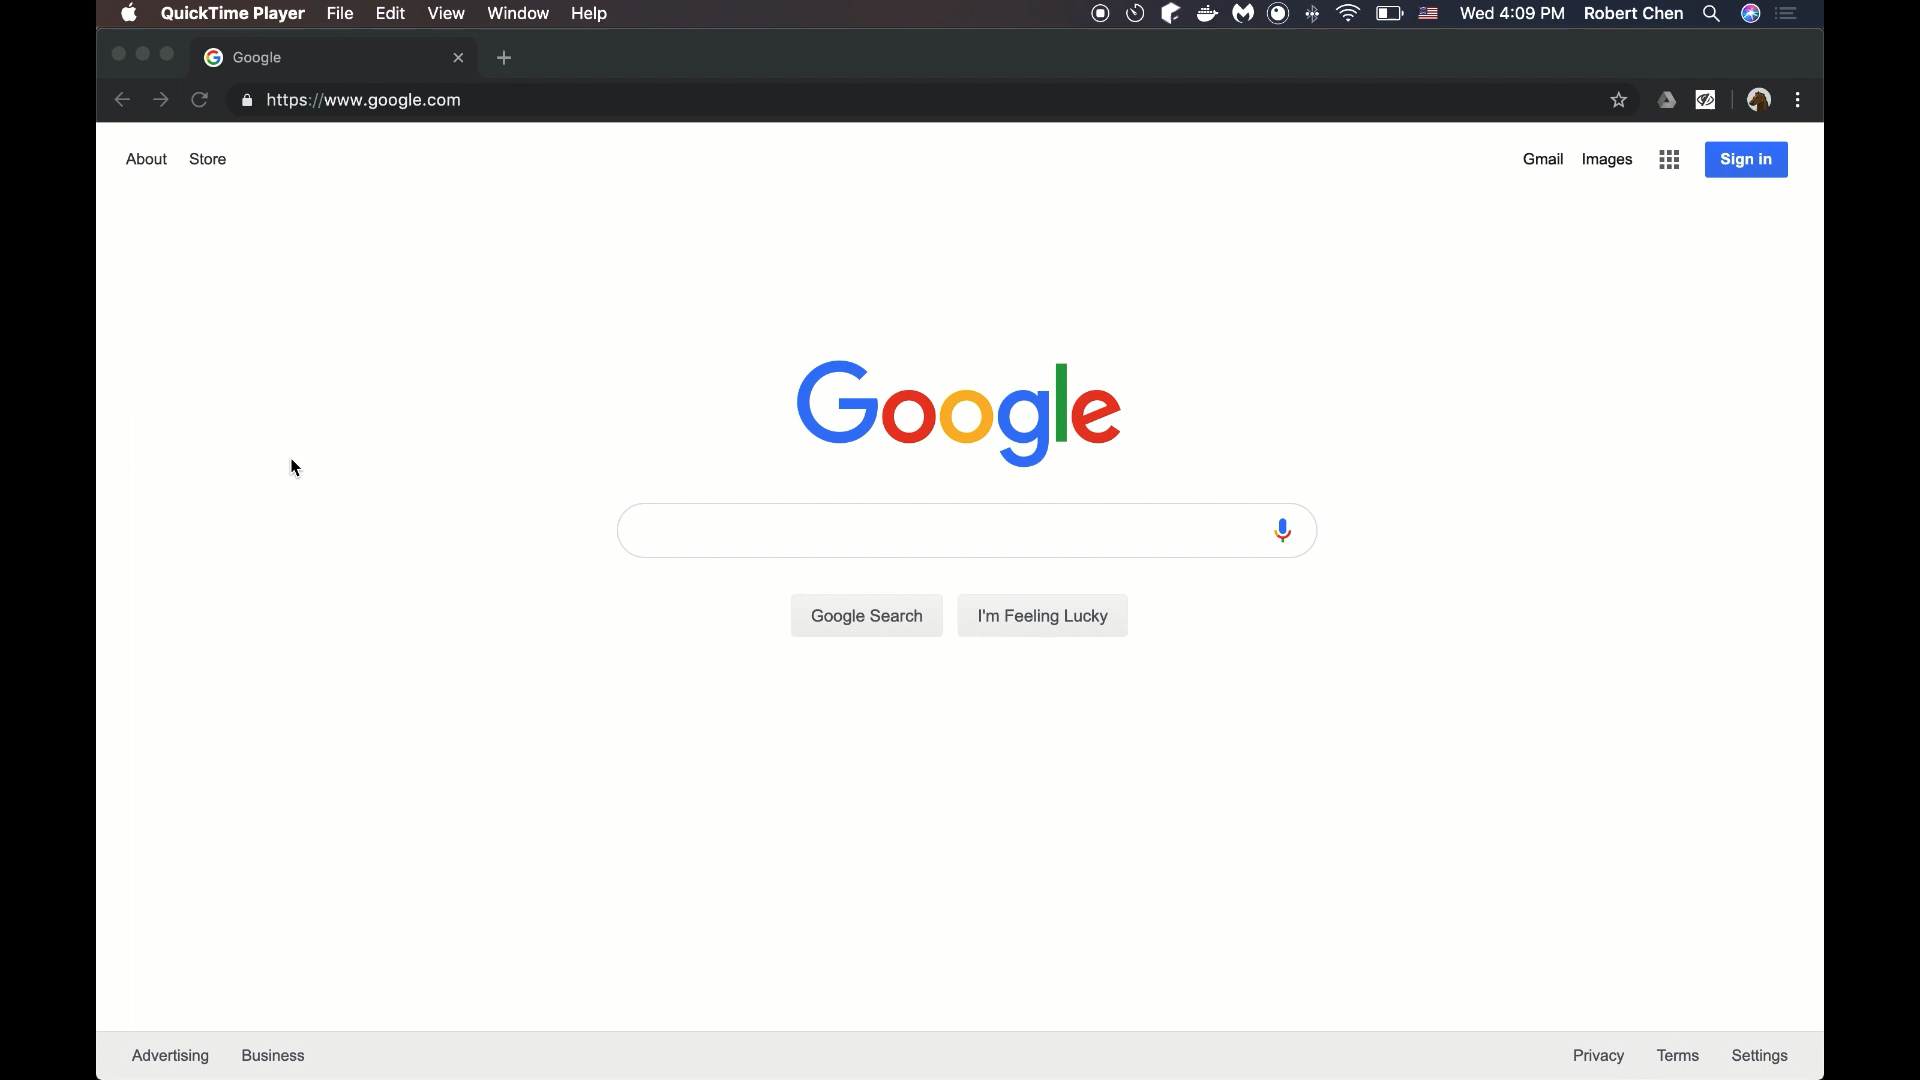 QuickTime Player File Edit View Window Help Wed 4:09 PM Robert Chen
Google
https://www.google.com
About Store Gmail Images Sign in
Google
Google Search I'm Feeling Lucky
Advertising Business Privacy Terms Settings